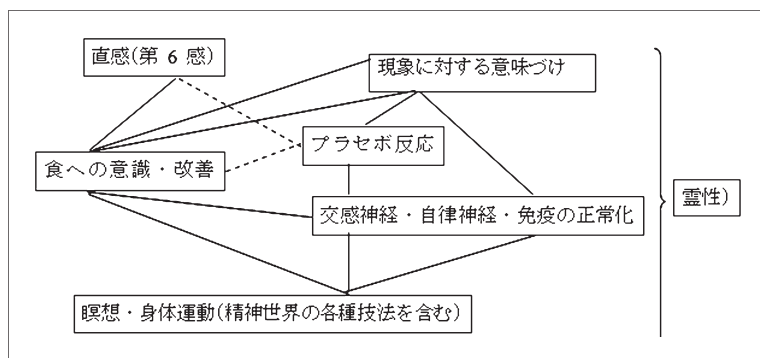 直感(第 6 感)
現象に対する意味づけ
プラセボ反応
食への意識・改善
霊性)
交感神経・自律神経・免疫の正常化
瞑想・身体運動(精神世界の各種技法を含む)